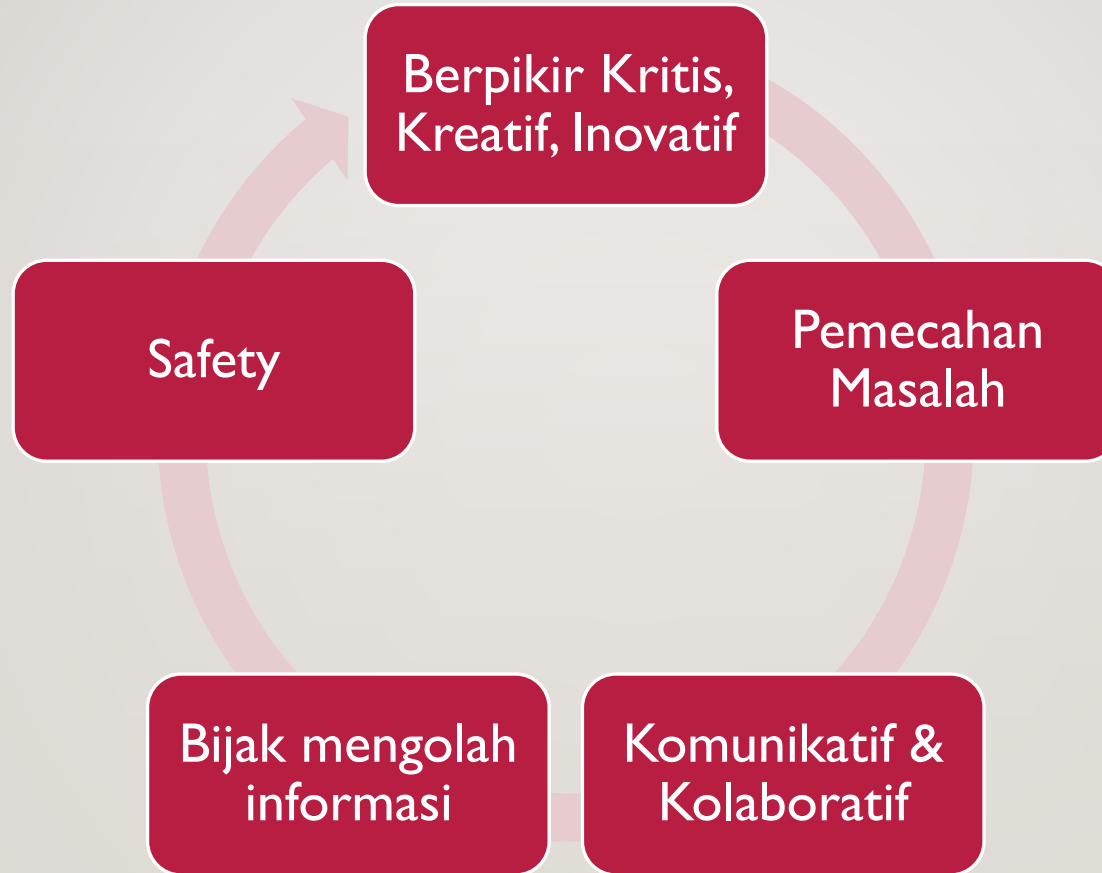 Berpikir Kritis,
Kreatif, Inovatif
Pemecahan
Masalah
Komunikatif &
Kolaboratif
Bijak mengolah
informasi
Safety